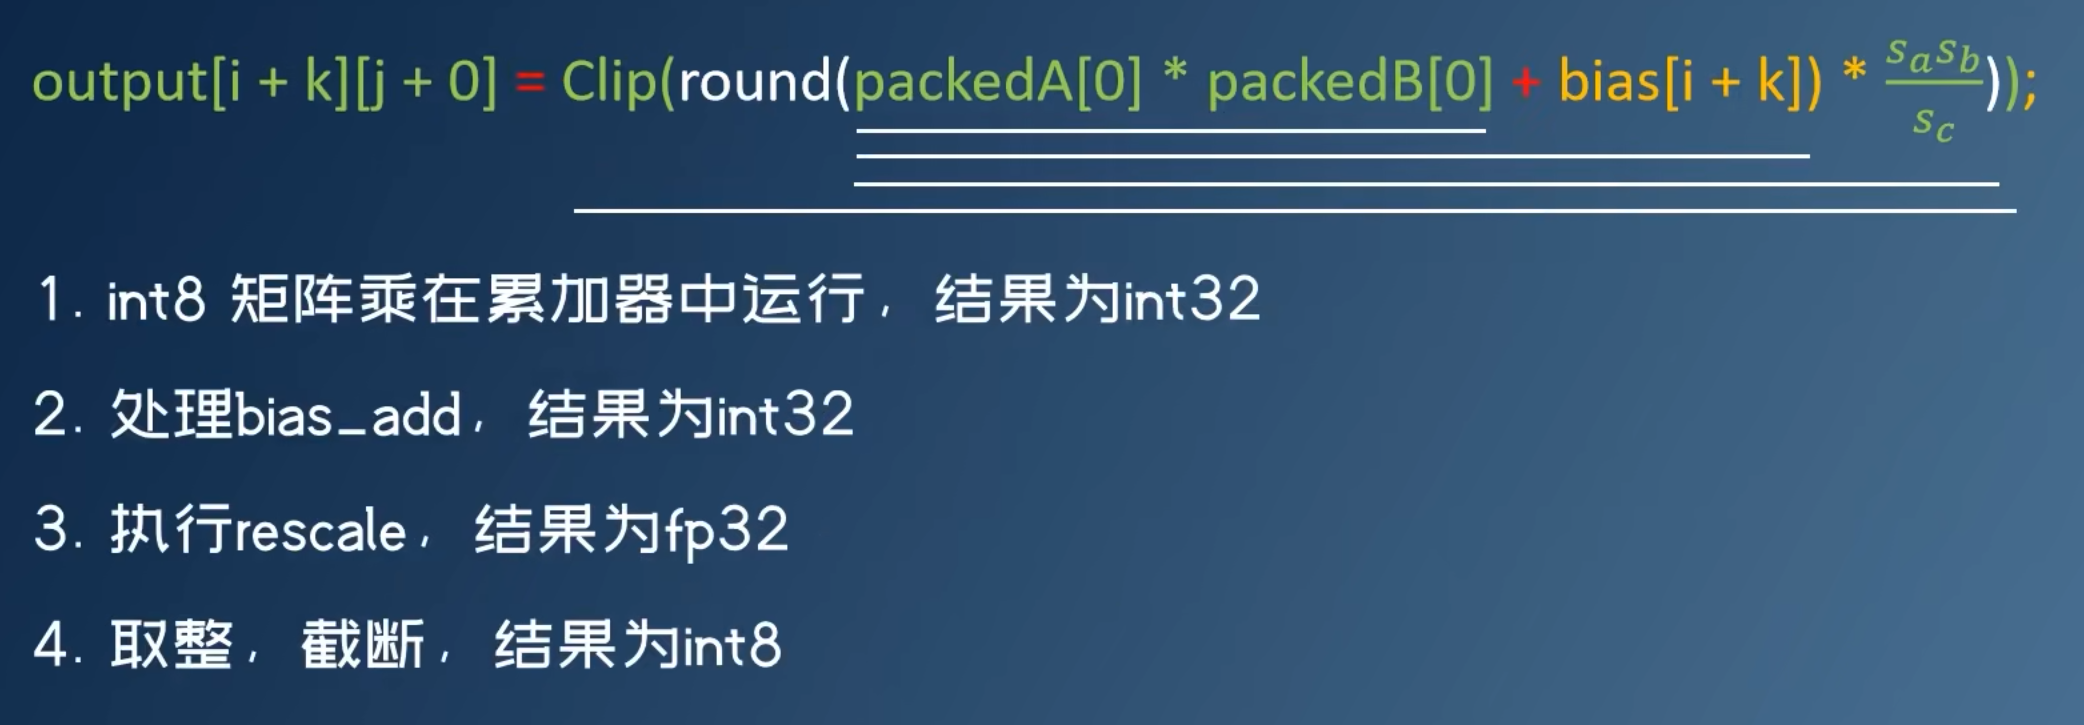 output[i + k][j + 0] = Clip(round(packedA[0] * packedB[0] + bias[i + k]) * sₐs_b/s_c));
1. int8 矩阵乘在累加器中运行，结果为int32
2. 处理bias_add，结果为int32
3. 执行rescale，结果为fp32
4. 取整，截断，结果为int8